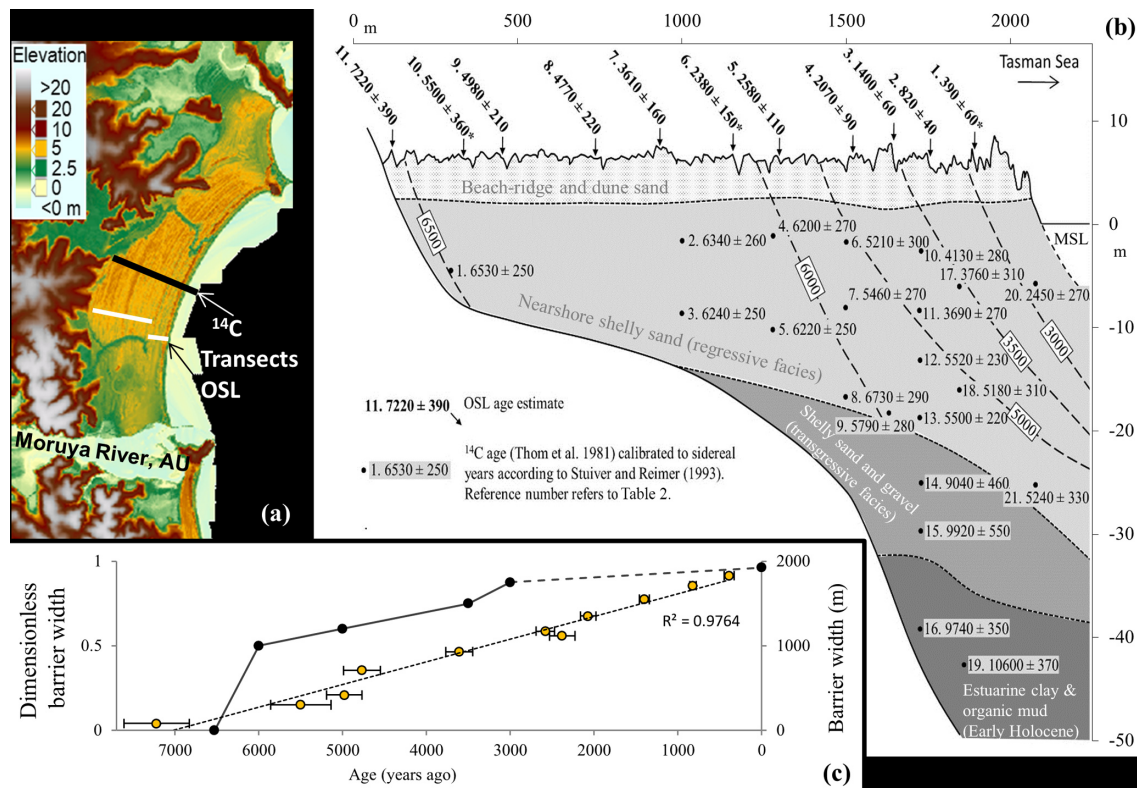 Elevation
>20
20
10
5
2.5
0
<0 m
14C
Transects
OSL
Moruya River, AU
(a)
0 500 1000 1500 2000
m
(b)
Tasman Sea
11. 7220 ± 390
10. 5500 ± 360*
9. 4980 ± 210
8. 4770 ± 220
7. 3610 ± 160
6. 2380 ± 150*
5. 2580 ± 110
4. 2070 ± 90
3. 1400 ± 60
2. 820 ± 40
1. 390 ± 60*
10
0
MSL
m
-10
-20
-30
-40
-50
Beach-ridge and dune sand
6500
6000
5000
3500
3000
1. 6530 ± 250
2. 6340 ± 260
3. 6240 ± 250
4. 6200 ± 270
5. 6220 ± 250
6. 5210 ± 300
7. 5460 ± 270
8. 6730 ± 290
9. 5790 ± 280
10. 4130 ± 280
11. 3690 ± 270
12. 5520 ± 230
13. 5500 ± 220
14. 9040 ± 460
15. 9920 ± 550
16. 9740 ± 350
17. 3760 ± 310
18. 5180 ± 310
19. 10600 ± 370
20. 2450 ± 270
21. 5240 ± 330
Nearshore shelly sand (regressive facies)
Shelly sand and gravel
(transgressive facies)
Estuarine clay &
organic mud
(Early Holocene)
11. 7220 ± 390 OSL age estimate
1. 6530 ± 250
14C age (Thom et al. 1981) calibrated to sidereal
years according to Stuiver and Reimer (1993).
Reference number refers to Table 2.
Dimensionless
barrier width
1
0.5
0
7000 6000 5000 4000 3000 2000 1000 0
Age (years ago)
2000
1000
0
Barrier width (m)
R² = 0.9764
(c)